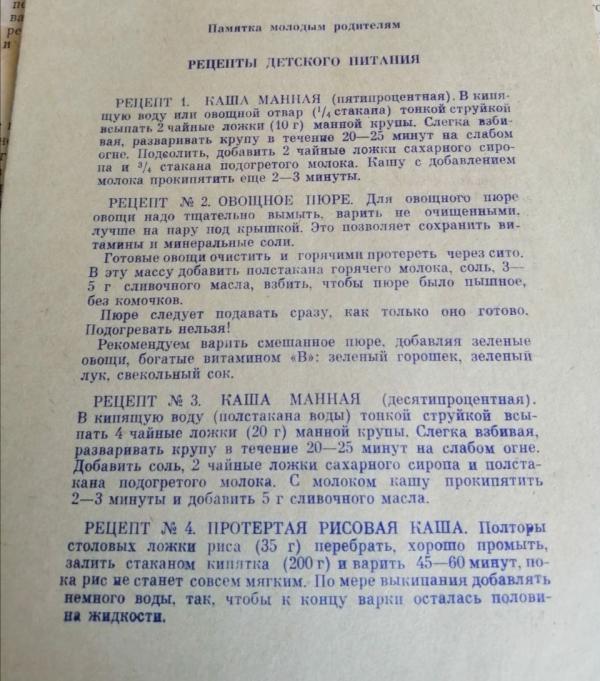 Памятка молодым родителям
РЕЦЕПТЫ ДЕТСКОГО ПИТАНИЯ
РЕЦЕПТ 1. КАША МАННАЯ (пятипроцентная). В кипя-
щую воду или овощной отвар (1/4 стакана) тонкой струйкой
всыпать 2 чайные ложки (10 г) манной крупы. Слегка взби-
вая, разваривать крупу в течение 20—25 минут на слабом
огне. Подсолить, добавить 2 чайные ложки сахарного сиро-
па и 3/4 стакана подогретого молока. Кашу с добавлением
молока прокипятить еще 2—3 минуты.
РЕЦЕПТ № 2. ОВОЩНОЕ ПЮРЕ. Для овощного пюре
овощи надо тщательно вымыть, варить не очищенными,
лучше на пару под крышкой. Это позволяет сохранить ви-
тамины и минеральные соли.
Готовые овощи очистить и горячими протереть через сито.
В эту массу добавить полстакана горячего молока, соль, 3—
5 г сливочного масла, взбить, чтобы пюре было пышное,
без комочков.
Пюре следует подавать сразу, как только оно готово.
Подогревать нельзя!
Рекомендуем варить смешанное пюре, добавляя зеленые
овощи, богатые витамином «В»: зеленый горошек, зеленый
лук, свекольный сок.
РЕЦЕПТ № 3. КАША МАННАЯ (десятипроцентная).
В кипящую воду (полстакана воды) тонкой струйкой всы-
пать 4 чайные ложки (20 г) манной крупы. Слегка взбивая,
разваривать крупу в течение 20—25 минут на слабом огне.
Добавить соль, 2 чайные ложки сахарного сиропа и полста-
кана подогретого молока. С молоком кашу прокипятить
2—3 минуты и добавить 5 г сливочного масла.
РЕЦЕПТ № 4. ПРОТЕРТАЯ РИСОВАЯ КАША. Полторы
столовых ложки риса (35 г) перебрать, хорошо промыть,
залить стаканом кипятка (200 г) и варить 45—60 минут, по-
ка рис не станет совсем мягким. По мере выкипания добавлять
немного воды, так, чтобы к концу варки осталась полови-
на жидкости.